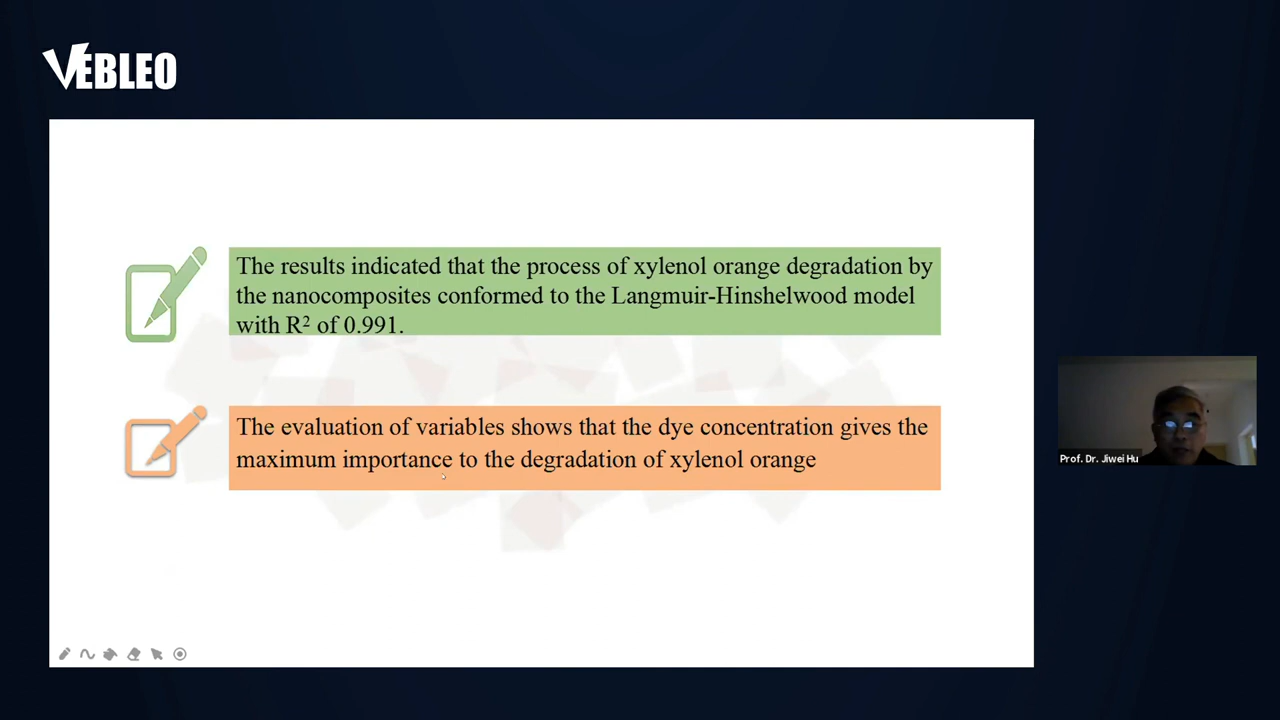 VEBLEO
The results indicated that the process of xylenol orange degradation by
the nanocomposites conformed to the Langmuir-Hinshelwood model
with R² of 0.991.
The evaluation of variables shows that the dye concentration gives the
maximum importance to the degradation of xylenol orange
Prof. Dr. Jiwei Hu